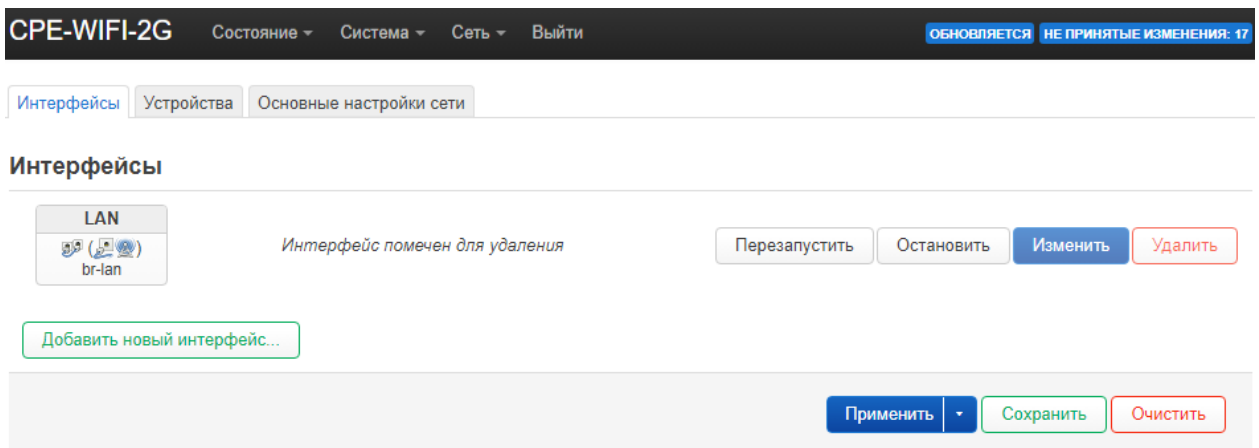 CPE-WIFI-2G Состояние Система Сеть Выйти ОБНОВЛЯЕТСЯ НЕ ПРИНЯТЫЕ ИЗМЕНЕНИЯ: 17
Интерфейсы Устройства Основные настройки сети
Интерфейсы
LAN
( )
br-lan
Интерфейс помечен для удаления
Перезапустить Остановить Изменить Удалить
Добавить новый интерфейс...
Применить Сохранить Очистить